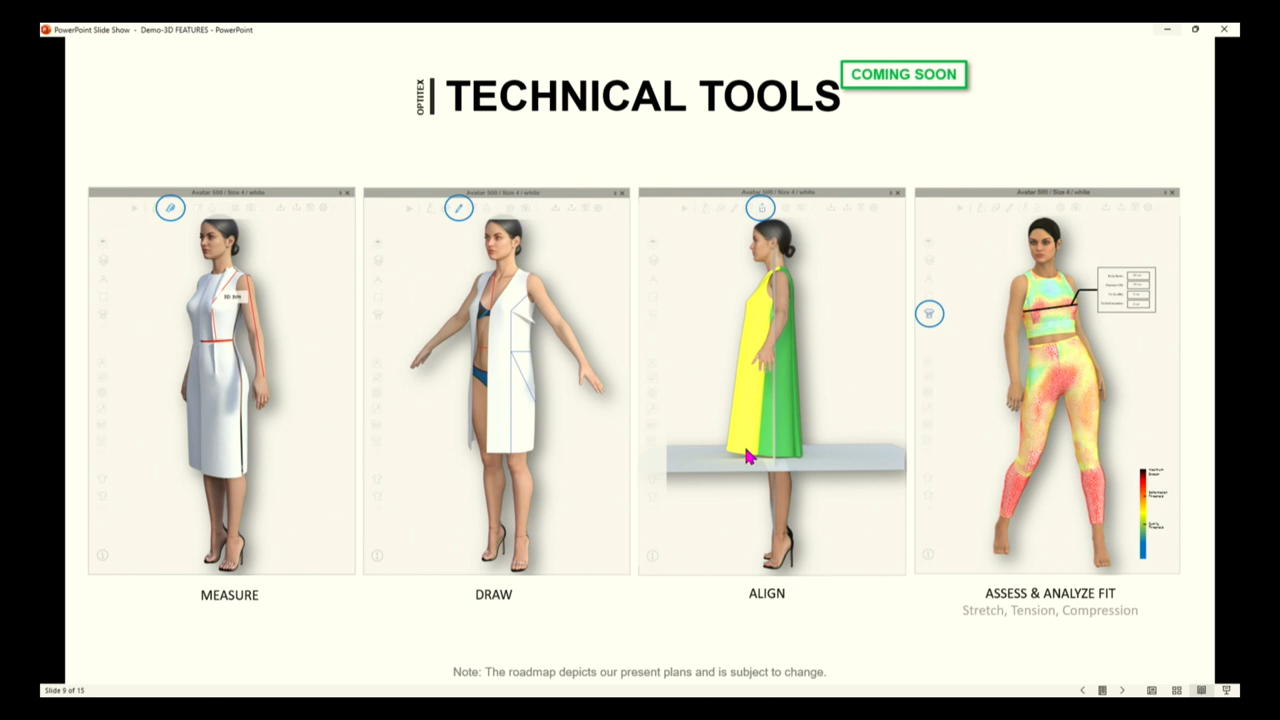 PowerPoint Slide Show - Demo-3D FEATURES - PowerPoint
COMING SOON
OPTITEX
TECHNICAL TOOLS
Avatar 500 / Size 4 / white
Avatar 500 / Size 4 / white
Avatar 500 / Size 4 / white
Avatar 500 / Size 4 / white
MEASURE
DRAW
ALIGN
ASSESS & ANALYZE FIT
Stretch, Tension, Compression
Note: The roadmap depicts our present plans and is subject to change.
Slide 9 of 15